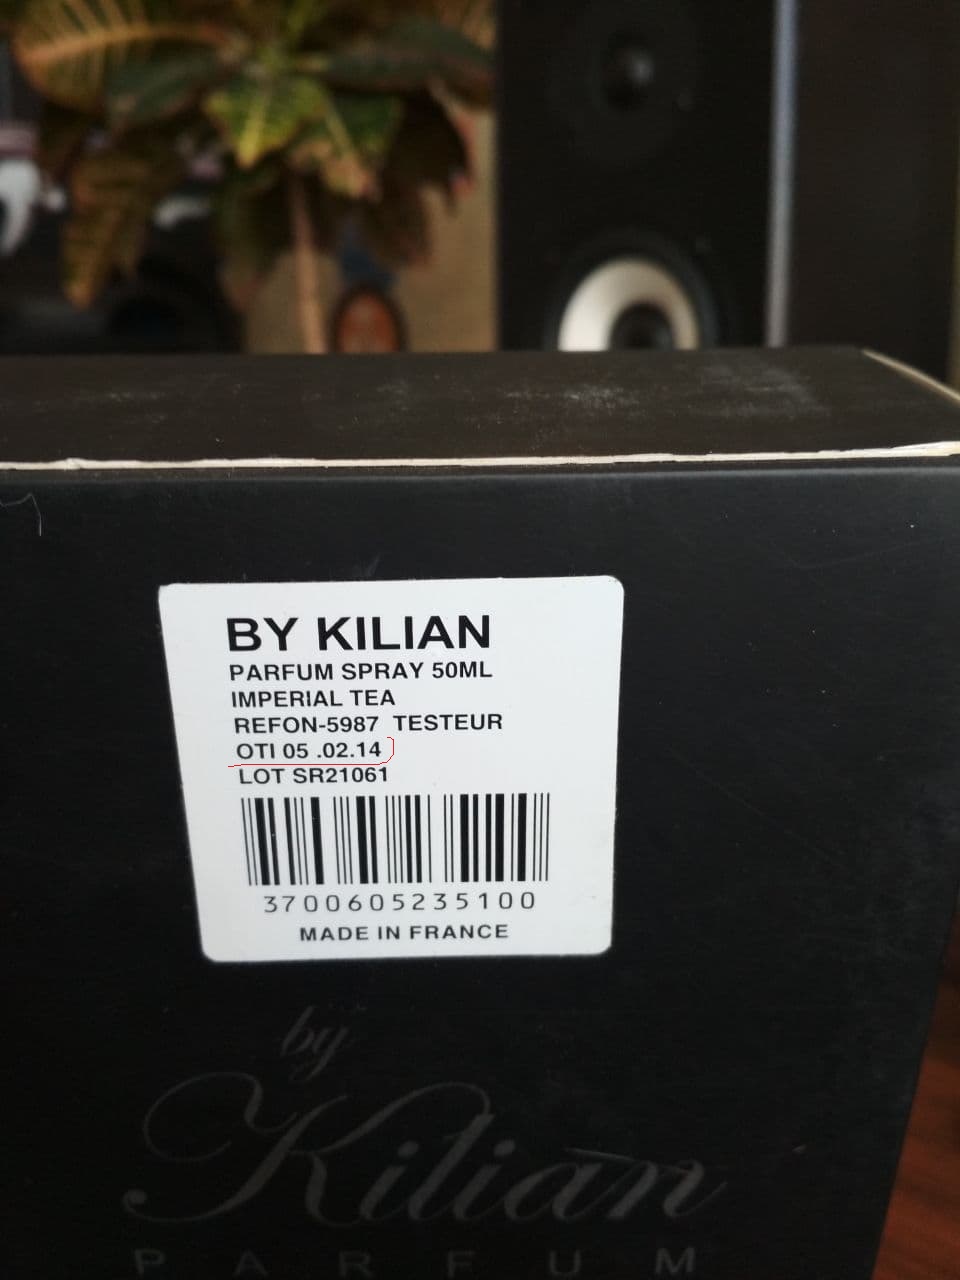 BY KILIAN
PARFUM SPRAY 50ML
IMPERIAL TEA
REFON-5987 TESTEUR
OTI 05 .02.14
LOT SR21061
3700605235100
MADE IN FRANCE
by
Kilian
PARFUM